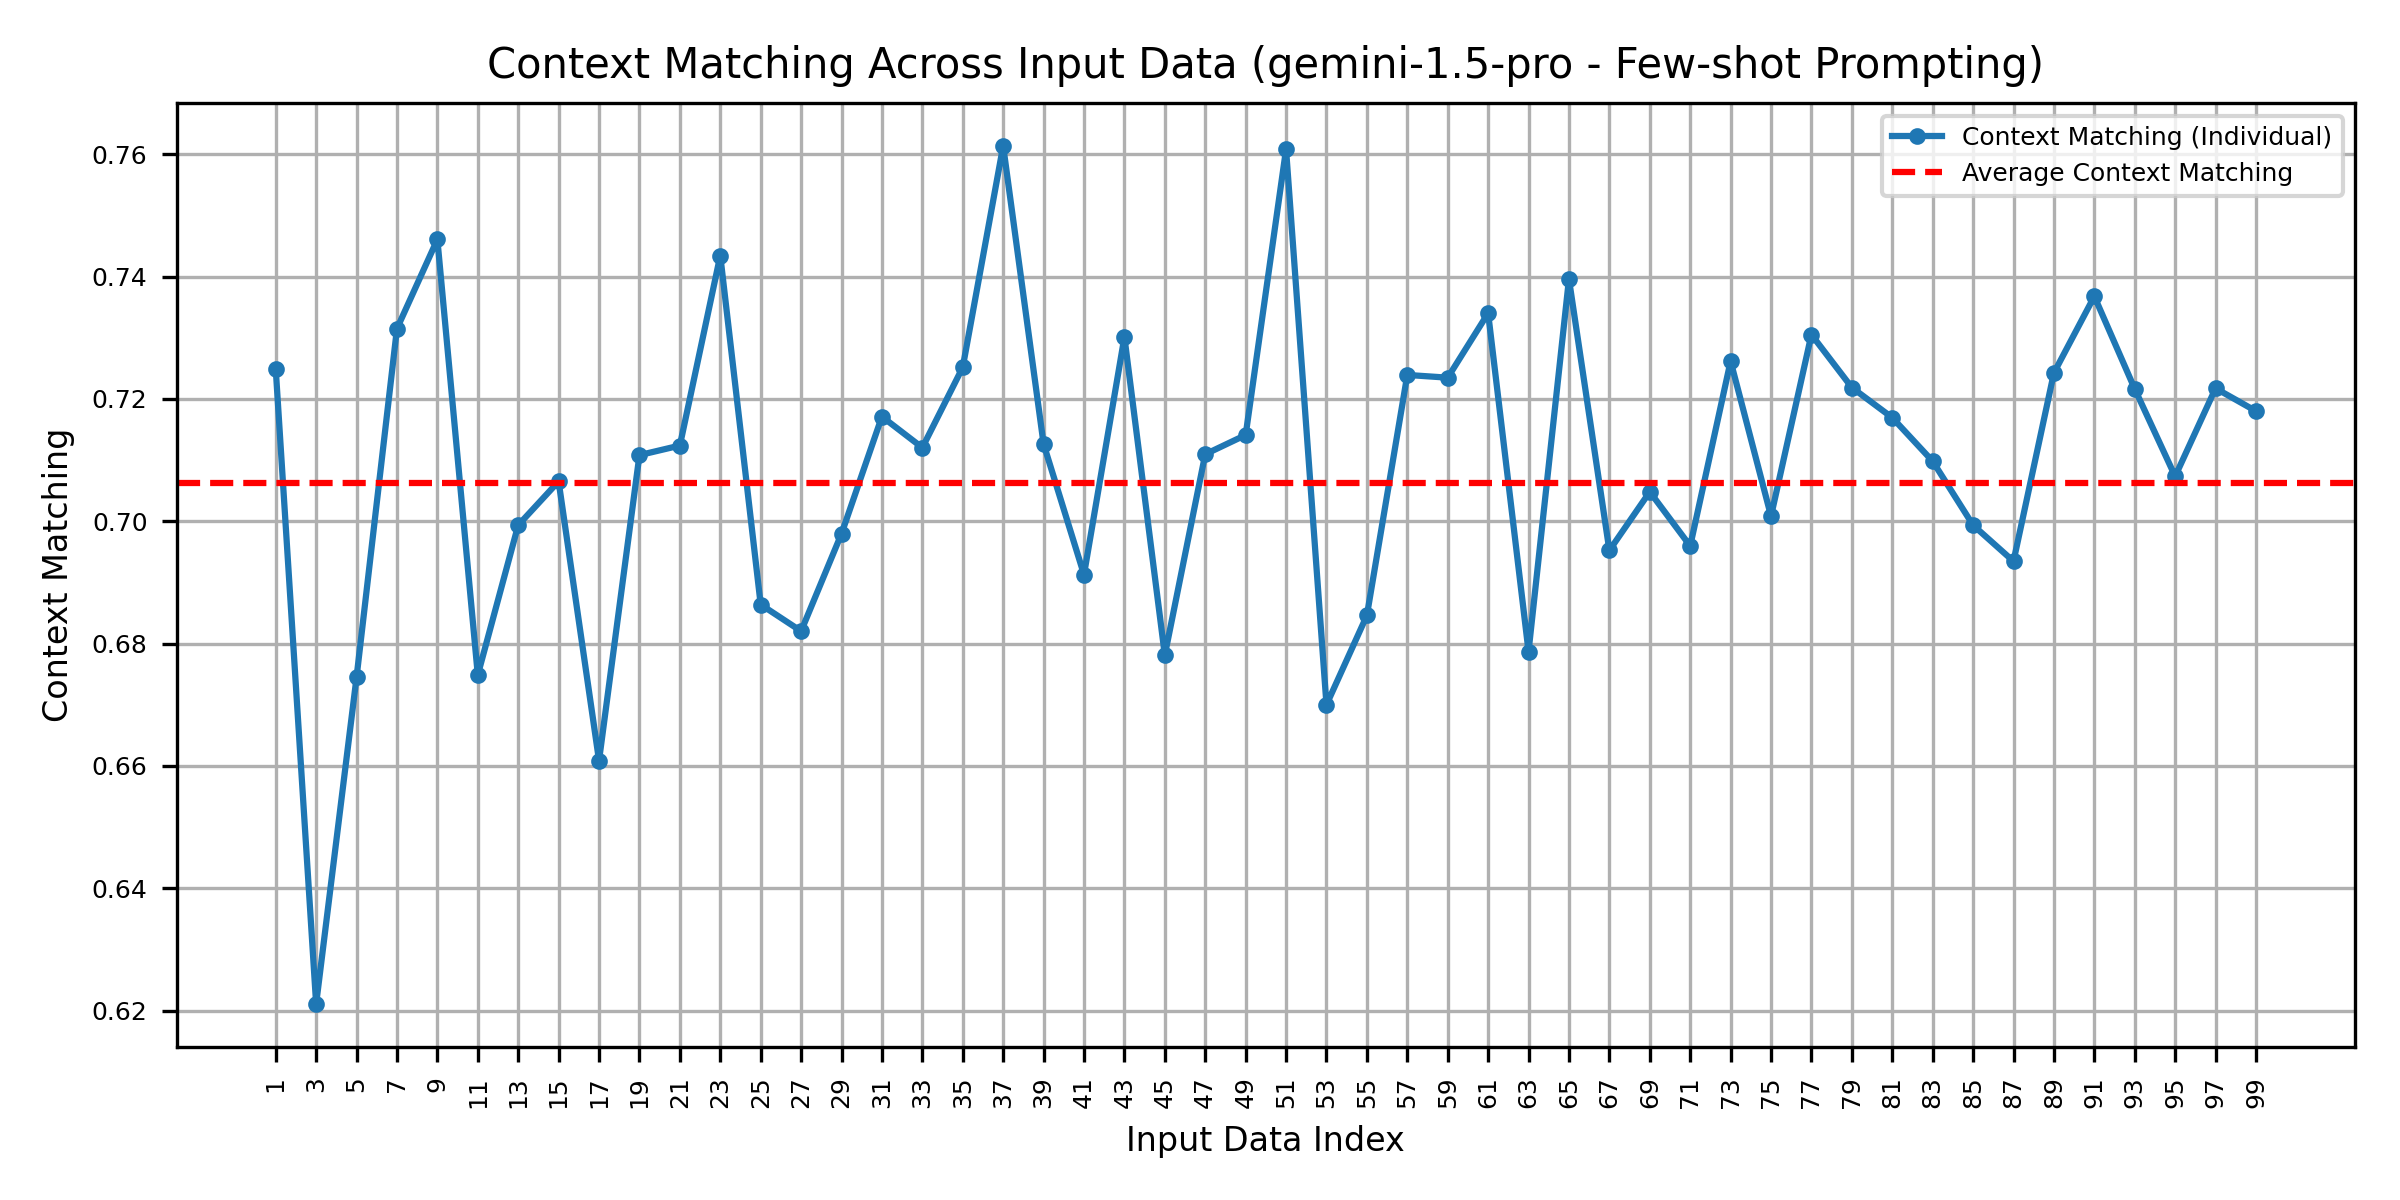 Context Matching Across Input Data (gemini-1.5-pro - Few-shot Prompting)
Context Matching (Individual)
Average Context Matching
Context Matching
0.76
0.74
0.72
0.70
0.68
0.66
0.64
0.62
1 3 5 7 9 11 13 15 17 19 21 23 25 27 29 31 33 35 37 39 41 43 45 47 49 51 53 55 57 59 61 63 65 67 69 71 73 75 77 79 81 83 85 87 89 91 93 95 97 99
Input Data Index